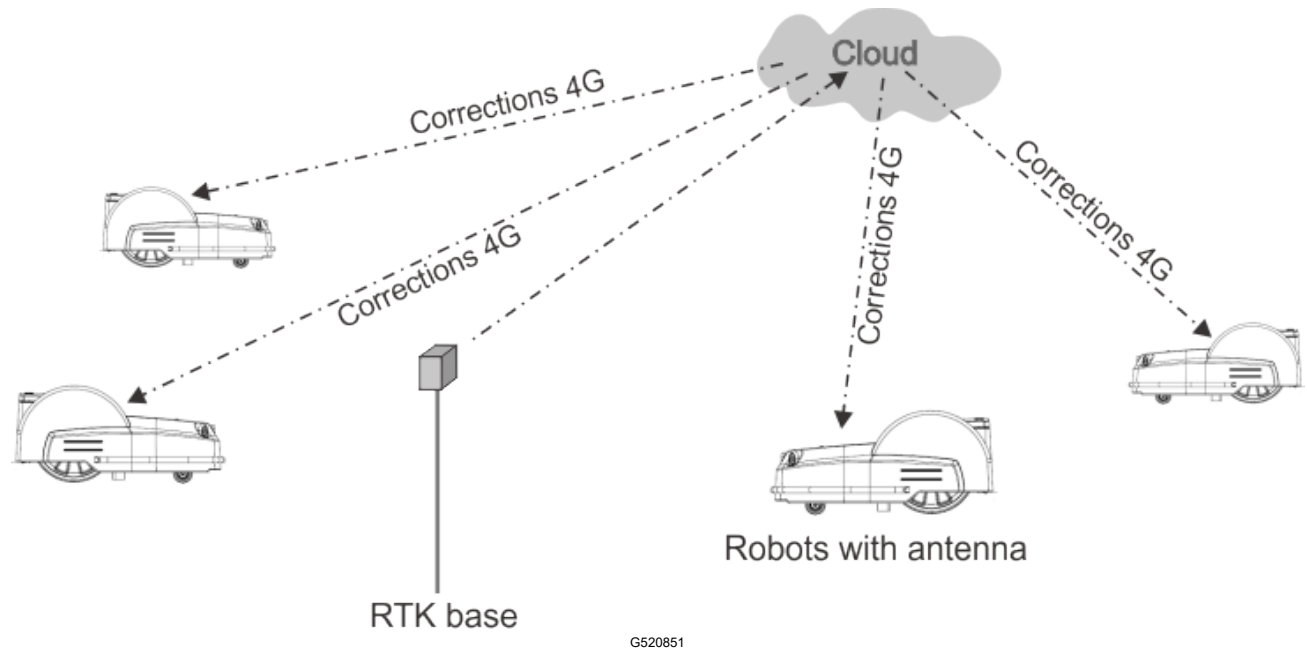 Cloud
Corrections 4G
Corrections 4G
Corrections 4G
Corrections 4G
Robots with antenna
RTK base
G520851